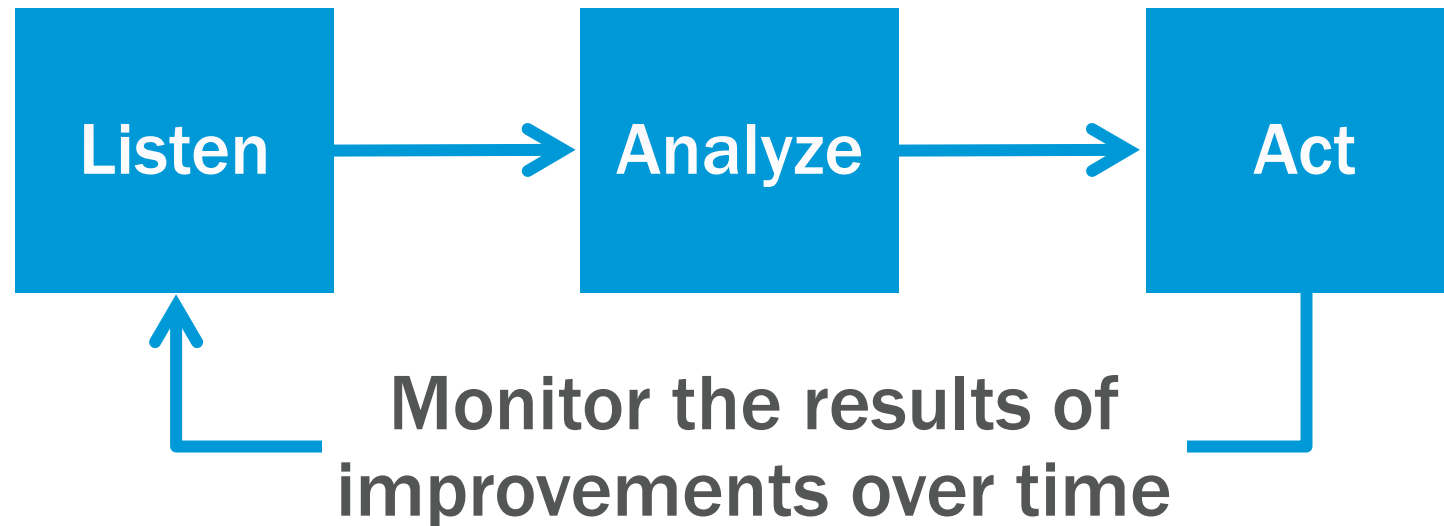 Listen
Analyze
Act
Monitor the results of
improvements over time